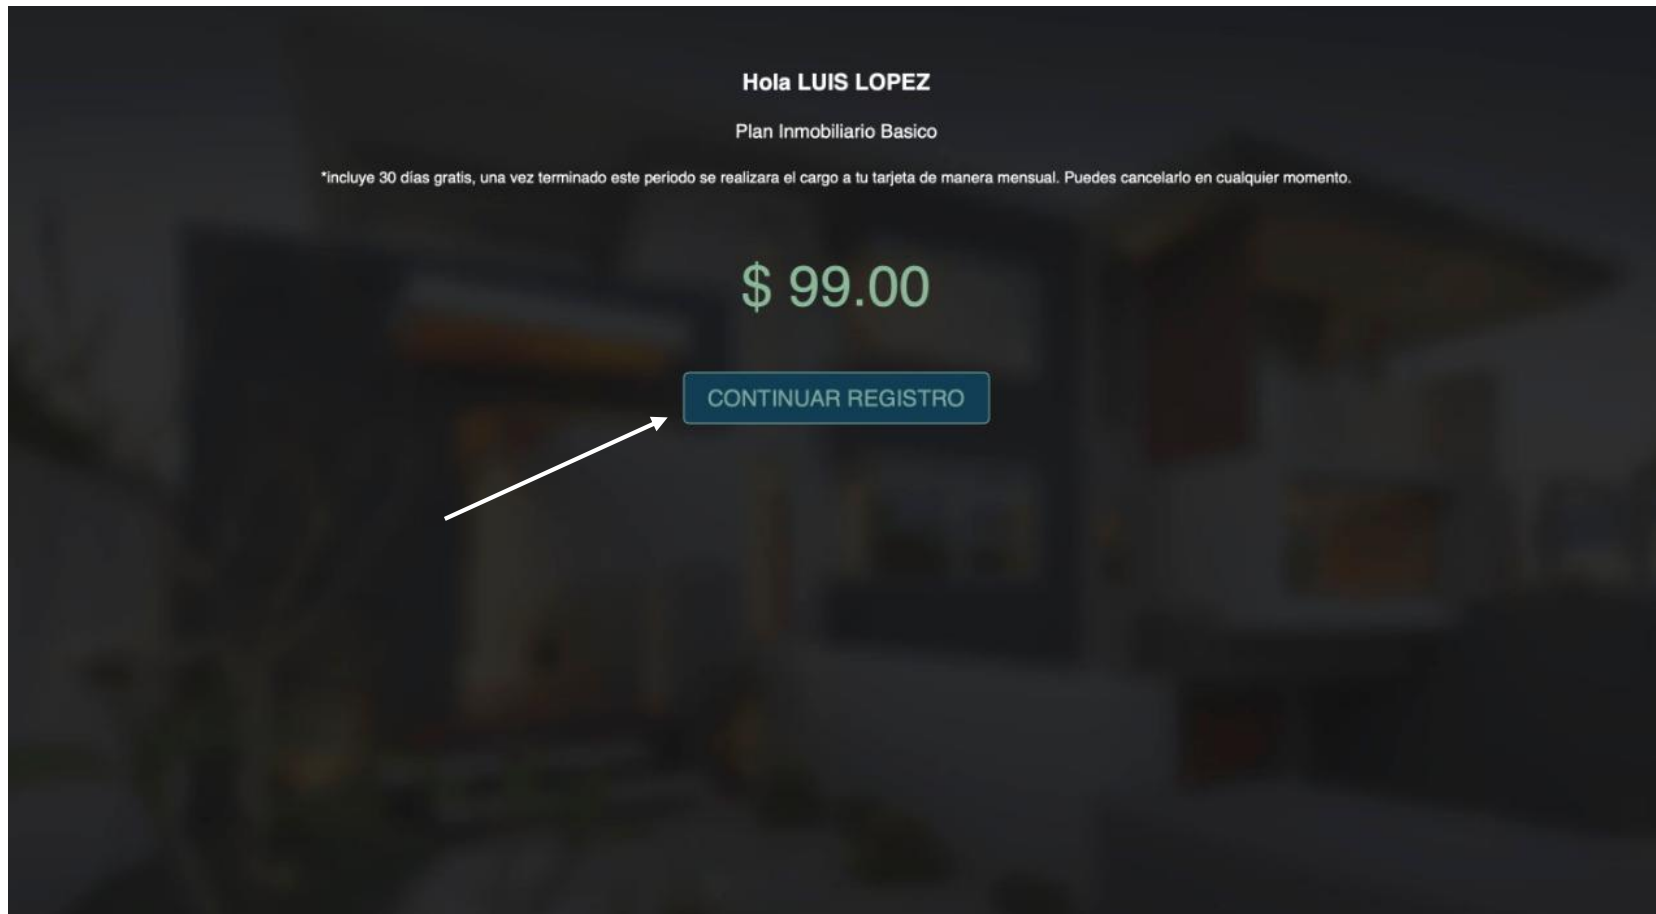 Hola LUIS LOPEZ
Plan Inmobiliario Basico
*incluye 30 días gratis, una vez terminado este periodo se realizara el cargo a tu tarjeta de manera mensual. Puedes cancelarlo en cualquier momento.
$ 99.00
CONTINUAR REGISTRO